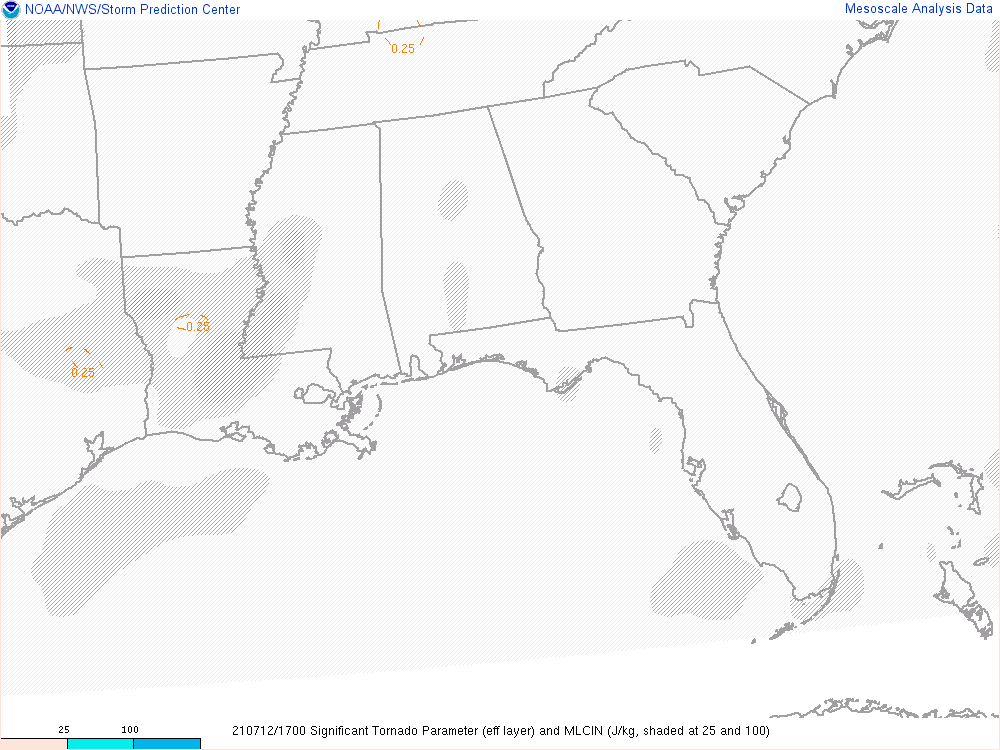 NOAA/NWS/Storm Prediction Center
Mesoscale Analysis Data
0.25
0.25
0.25
25 100
210712/1700 Significant Tornado Parameter (eff layer) and MLCIN (J/kg, shaded at 25 and 100)